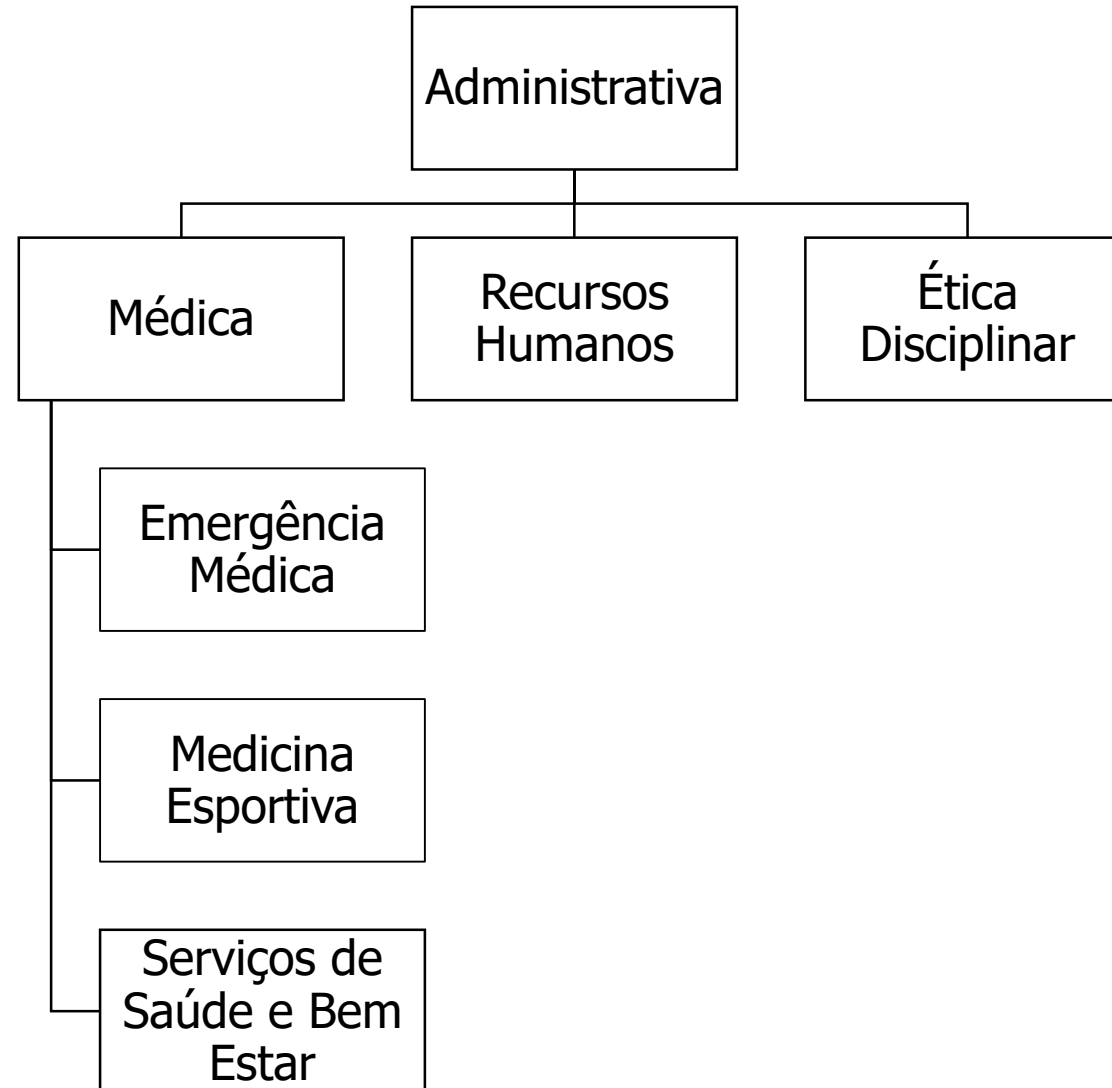 Administrativa
Médica
Recursos
Humanos
Ética
Disciplinar
Emergência
Médica
Medicina
Esportiva
Serviços de
Saúde e Bem
Estar